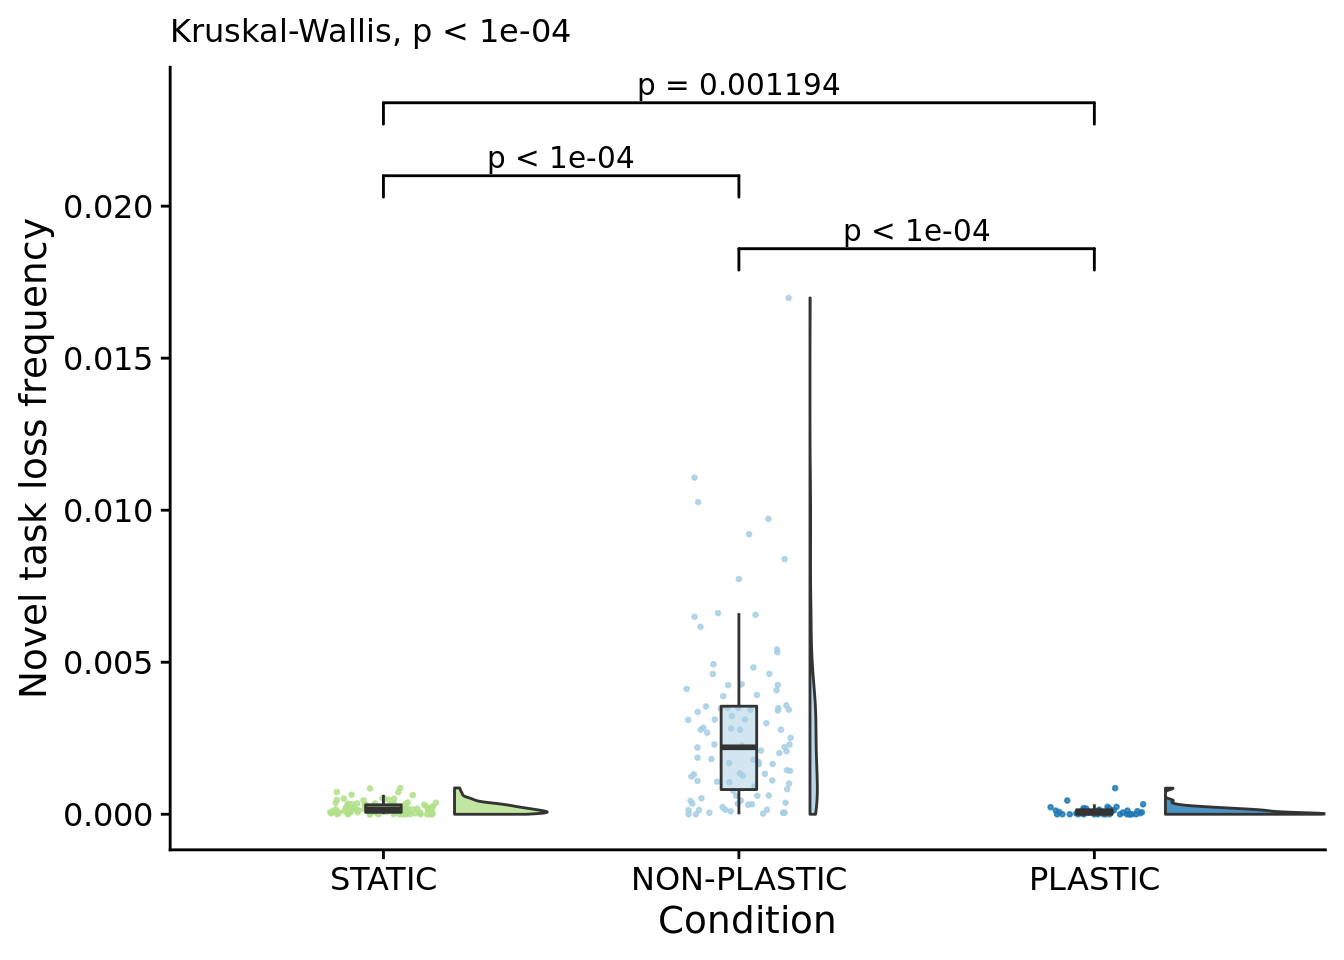 Kruskal-Wallis, p < 1e-04
p = 0.001194
p < 1e-04
p < 1e-04
Novel task loss frequency
0.020
0.015
0.010
0.005
0.000
STATIC NON-PLASTIC PLASTIC
Condition